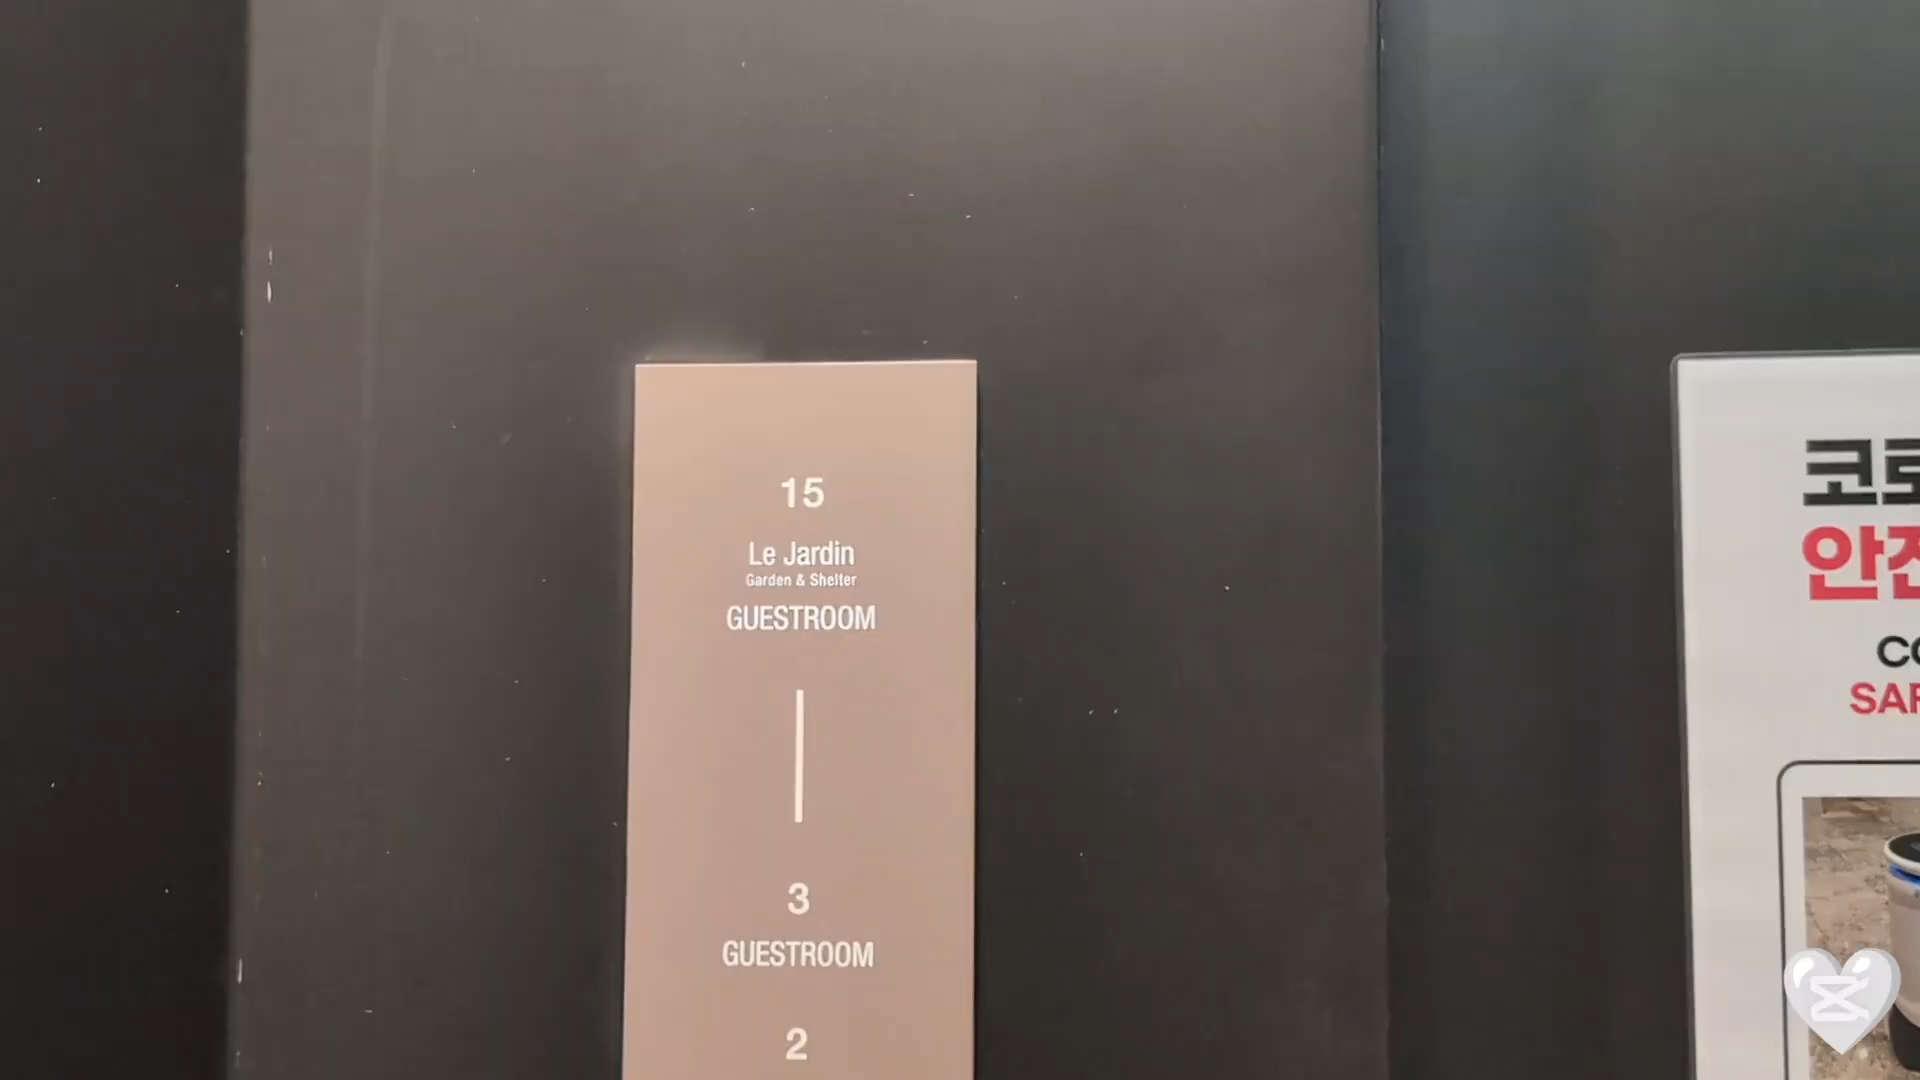 15
Le Jardin
Garden & Shelter
GUESTROOM
3
GUESTROOM
2